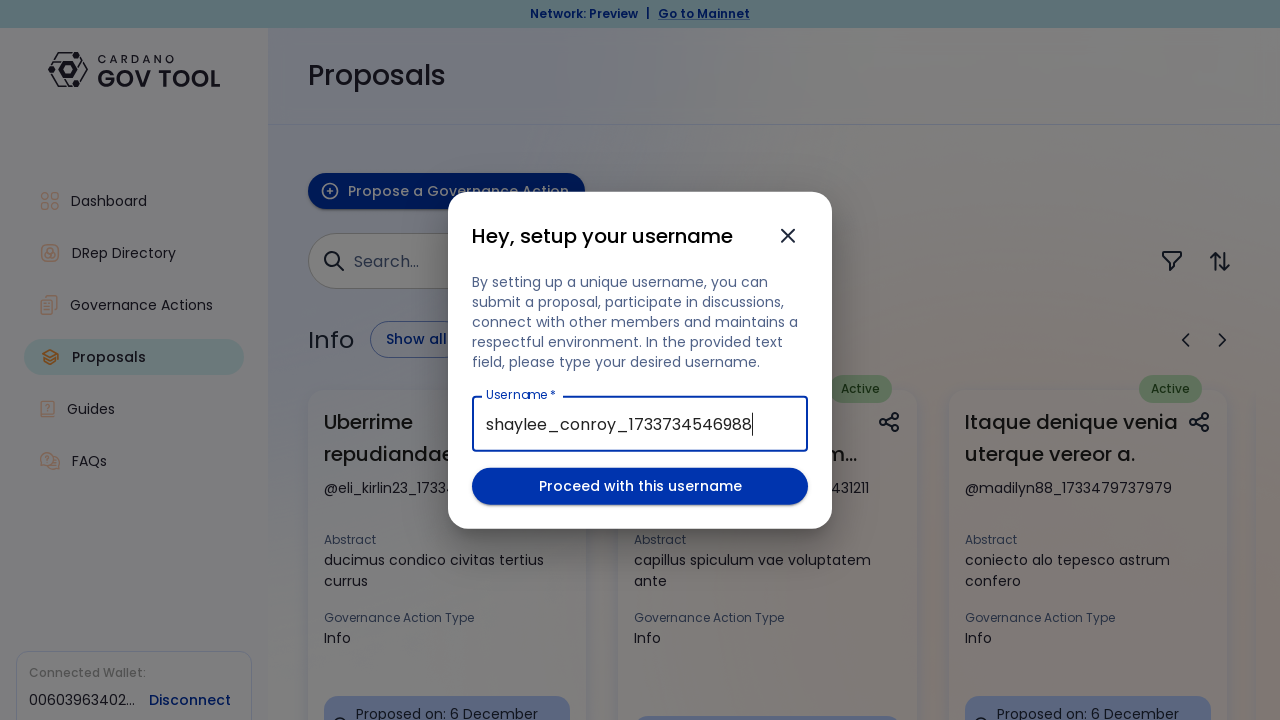 Network: Preview | Go to Mainnet
CARDANO
GOV TOOL
Proposals
Dashboard
DRep Directory
Governance Actions
Proposals
Guides
FAQs
Connected Wallet:
00603963402...
Disconnect
Propose a Governance Action
Search...
Info
Show all
Hey, setup your username
By setting up a unique username, you can
submit a proposal, participate in discussions,
connect with other members and maintains a
respectful environment. In the provided text
field, please type your desired username.
Username *
shaylee_conroy_1733734546988
Proceed with this username
Uberrime
repudiandae
@eli_kirlin23_1733
Abstract
ducimus condico civitas tertius
currus
Governance Action Type
Info
Proposed on: 6 December
Active
431211
Abstract
capillus spiculum vae voluptatem
ante
Governance Action Type
Info
Active
Itaque denique venia
uterque vereor a.
@madilyn88_1733479737979
Abstract
coniecto alo tepesco astrum
confero
Governance Action Type
Info
Proposed on: 6 December